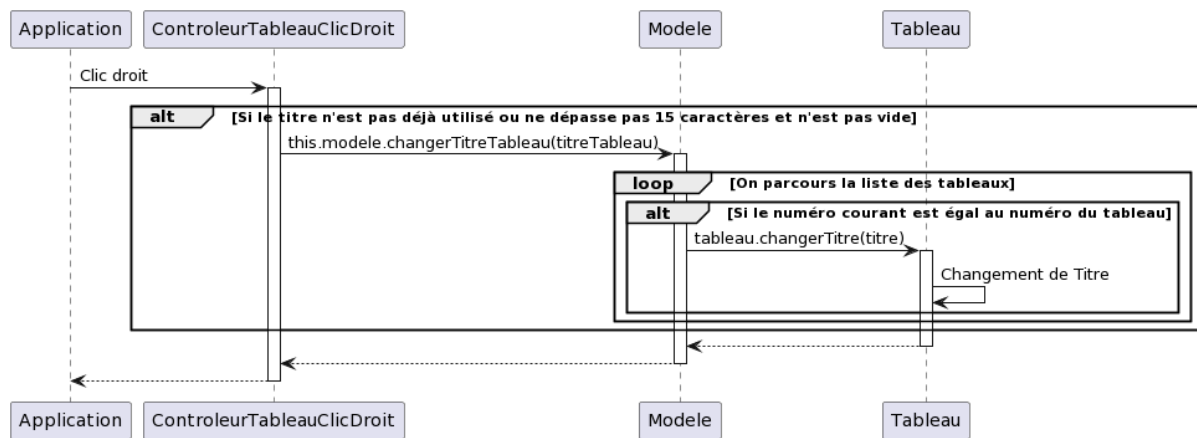 Application
ControleurTableauClicDroit
Modele
Tableau
Clic droit
alt
[Si le titre n'est pas déjà utilisé ou ne dépasse pas 15 caractères et n'est pas vide]
this.modele.changerTitreTableau(titreTableau)
loop
[On parcours la liste des tableaux]
alt
[Si le numéro courant est égal au numéro du tableau]
tableau.changerTitre(titre)
Changement de Titre
Application
ControleurTableauClicDroit
Modele
Tableau